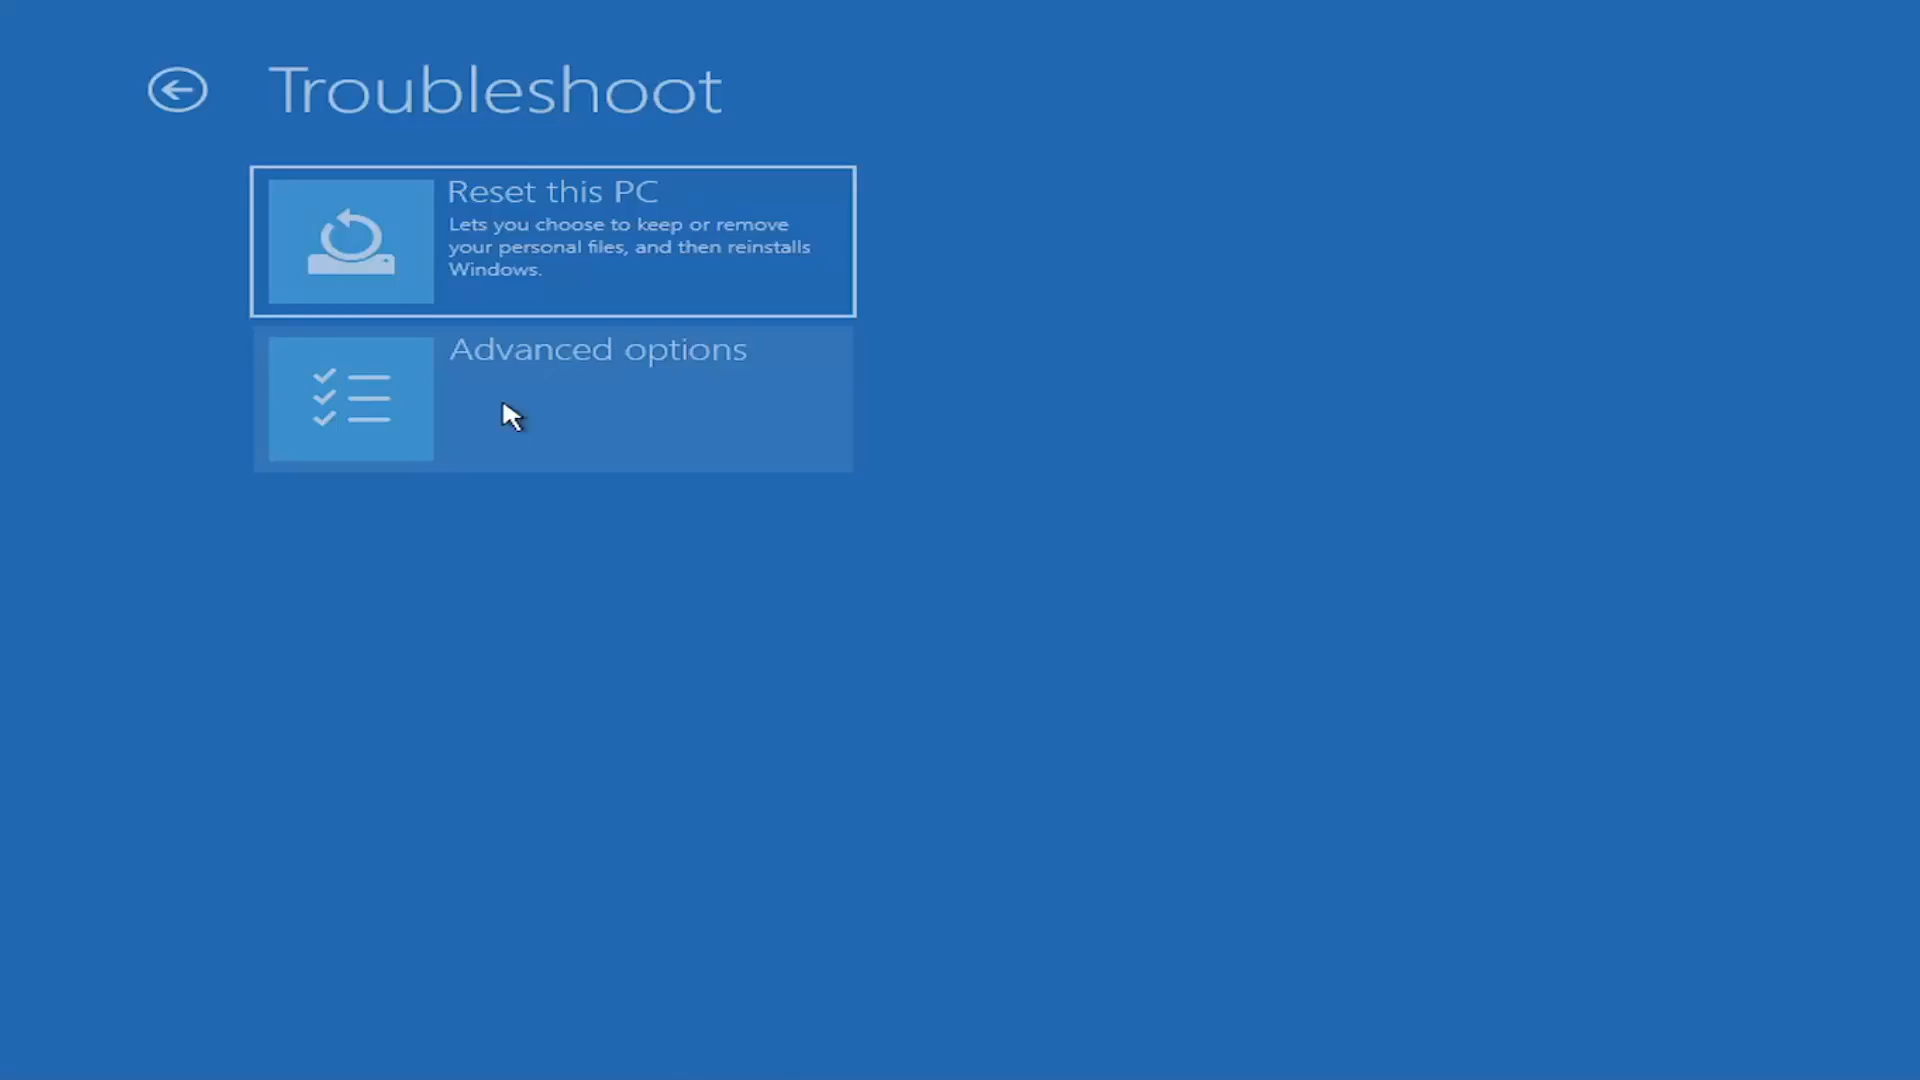 Troubleshoot
Reset this PC
Lets you choose to keep or remove
your personal files, and then reinstalls
Windows.
Advanced options